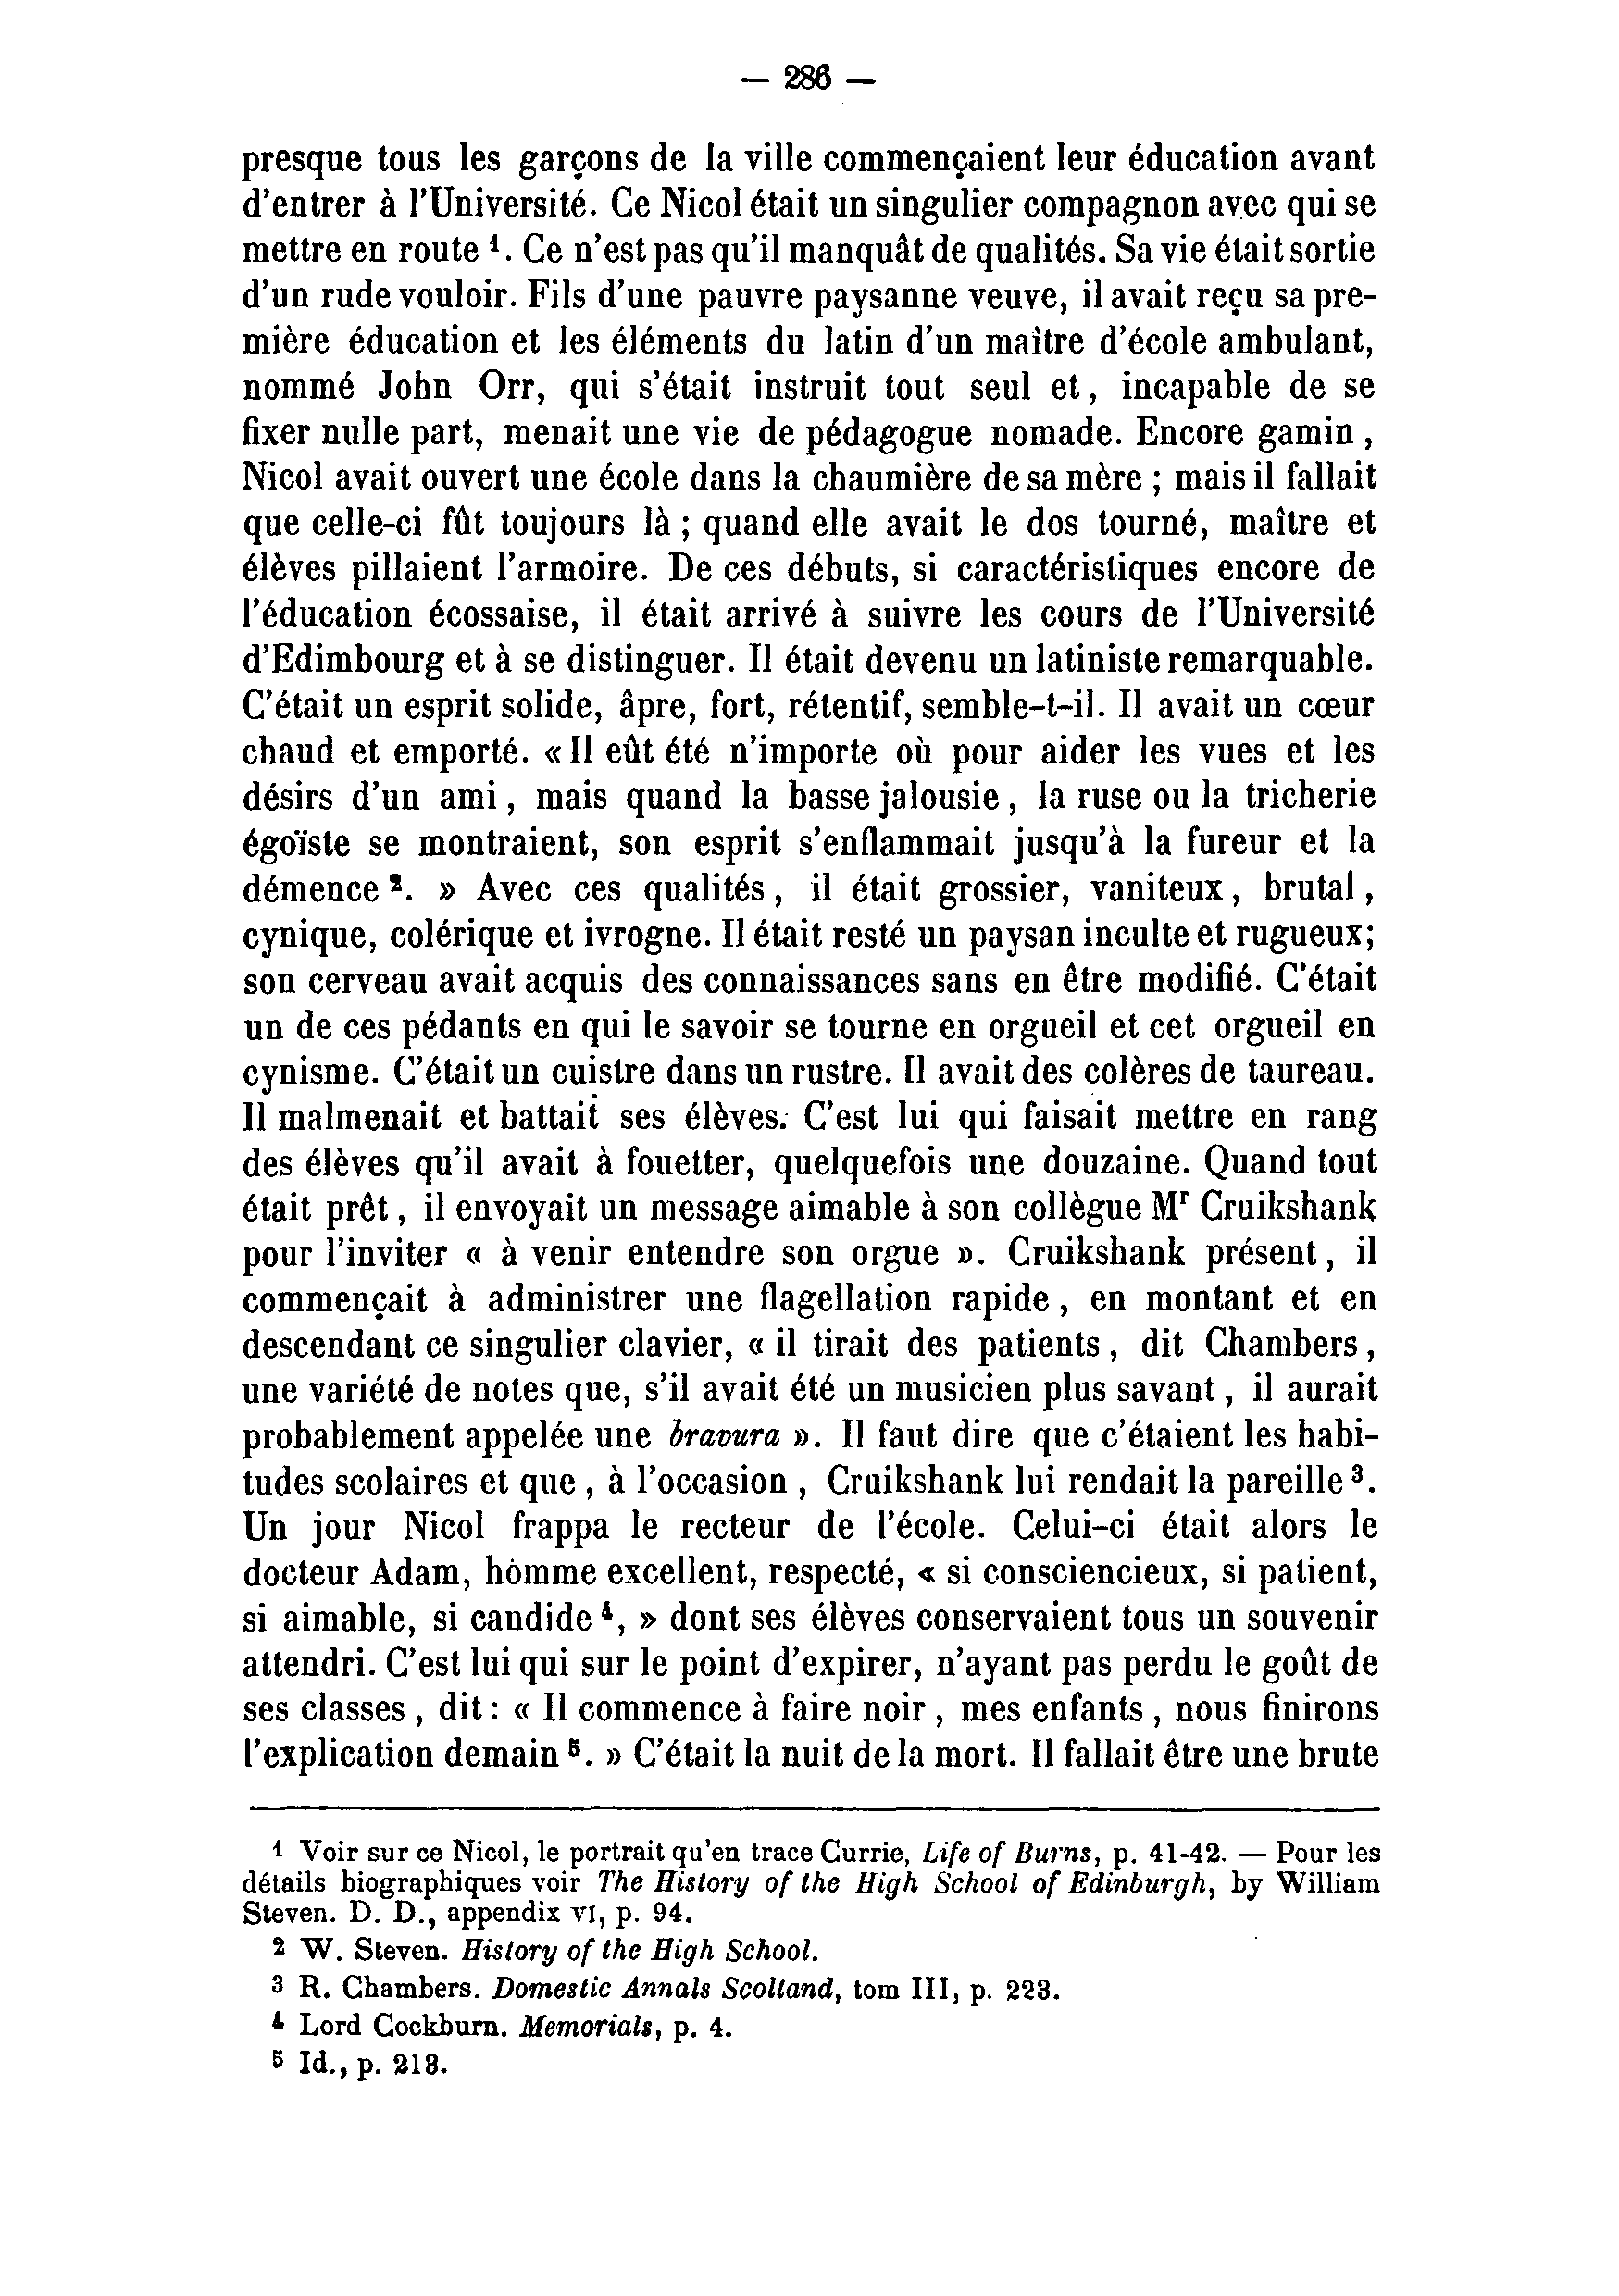 — 286 —
presque tous les garçons de la ville commençaient leur éducation avant
d'entrer à l'Université. Ce Nicol était un singulier compagnon avec qui se
mettre en route ¹. Ce n'est pas qu'il manquât de qualités. Sa vie était sortie
d'un rude vouloir. Fils d'une pauvre paysanne veuve, il avait reçu sa pre-
mière éducation et les éléments du latin d'un maître d'école ambulant,
nommé John Orr, qui s'était instruit tout seul et, incapable de se
fixer nulle part, menait une vie de pédagogue nomade. Encore gamin,
Nicol avait ouvert une école dans la chaumière de sa mère ; mais il fallait
que celle-ci fût toujours là ; quand elle avait le dos tourné, maître et
élèves pillaient l'armoire. De ces débuts, si caractéristiques encore de
l'éducation écossaise, il était arrivé à suivre les cours de l'Université
d'Edimbourg et à se distinguer. Il était devenu un latiniste remarquable.
C'était un esprit solide, âpre, fort, rétentif, semble-t-il. Il avait un cœur
chaud et emporté. « Il eût été n'importe où pour aider les vues et les
désirs d'un ami, mais quand la basse jalousie, la ruse ou la tricherie
égoïste se montraient, son esprit s'enflammait jusqu'à la fureur et la
démence ². » Avec ces qualités, il était grossier, vaniteux, brutal,
cynique, colérique et ivrogne. Il était resté un paysan inculte et rugueux;
son cerveau avait acquis des connaissances sans en être modifié. C'était
un de ces pédants en qui le savoir se tourne en orgueil et cet orgueil en
cynisme. C'était un cuistre dans un rustre. Il avait des colères de taureau.
Il malmenait et battait ses élèves. C'est lui qui faisait mettre en rang
des élèves qu'il avait à fouetter, quelquefois une douzaine. Quand tout
était prêt, il envoyait un message aimable à son collègue Mʳ Cruikshank
pour l'inviter « à venir entendre son orgue ». Cruikshank présent, il
commençait à administrer une flagellation rapide, en montant et en
descendant ce singulier clavier, « il tirait des patients, dit Chambers,
une variété de notes que, s'il avait été un musicien plus savant, il aurait
probablement appelée une bravura ». Il faut dire que c'étaient les habi-
tudes scolaires et que, à l'occasion, Cruikshank lui rendait la pareille ³.
Un jour Nicol frappa le recteur de l'école. Celui-ci était alors le
docteur Adam, homme excellent, respecté, « si consciencieux, si patient,
si aimable, si candide ⁴, » dont ses élèves conservaient tous un souvenir
attendri. C'est lui qui sur le point d'expirer, n'ayant pas perdu le goût de
ses classes, dit : « Il commence à faire noir, mes enfants, nous finirons
l'explication demain ⁵. » C'était la nuit de la mort. Il fallait être une brute
¹ Voir sur ce Nicol, le portrait qu'en trace Currie, Life of Burns, p. 41-42. — Pour les
détails biographiques voir The History of the High School of Edinburgh, by William
Steven. D. D., appendix VI, p. 94.
² W. Steven. History of the High School.
³ R. Chambers. Domestic Annals Scotland, tom III, p. 223.
⁴ Lord Cockburn. Memorials, p. 4.
⁵ Id., p. 213.